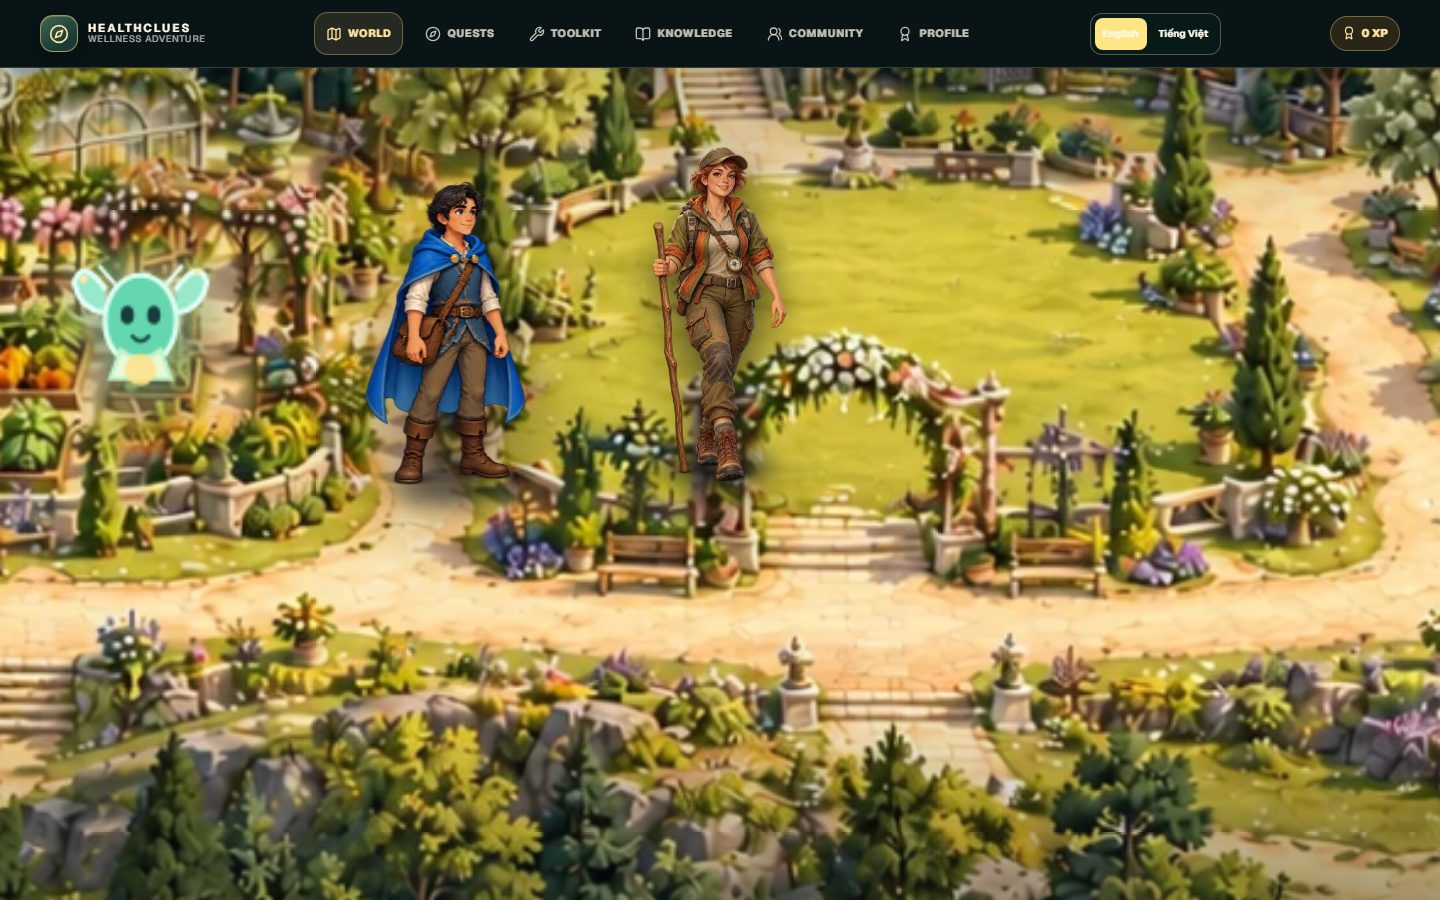 HEALTHCLUES
WELLNESS ADVENTURE
WORLD
QUESTS
TOOLKIT
KNOWLEDGE
COMMUNITY
PROFILE
English
Tiếng Việt
0 XP